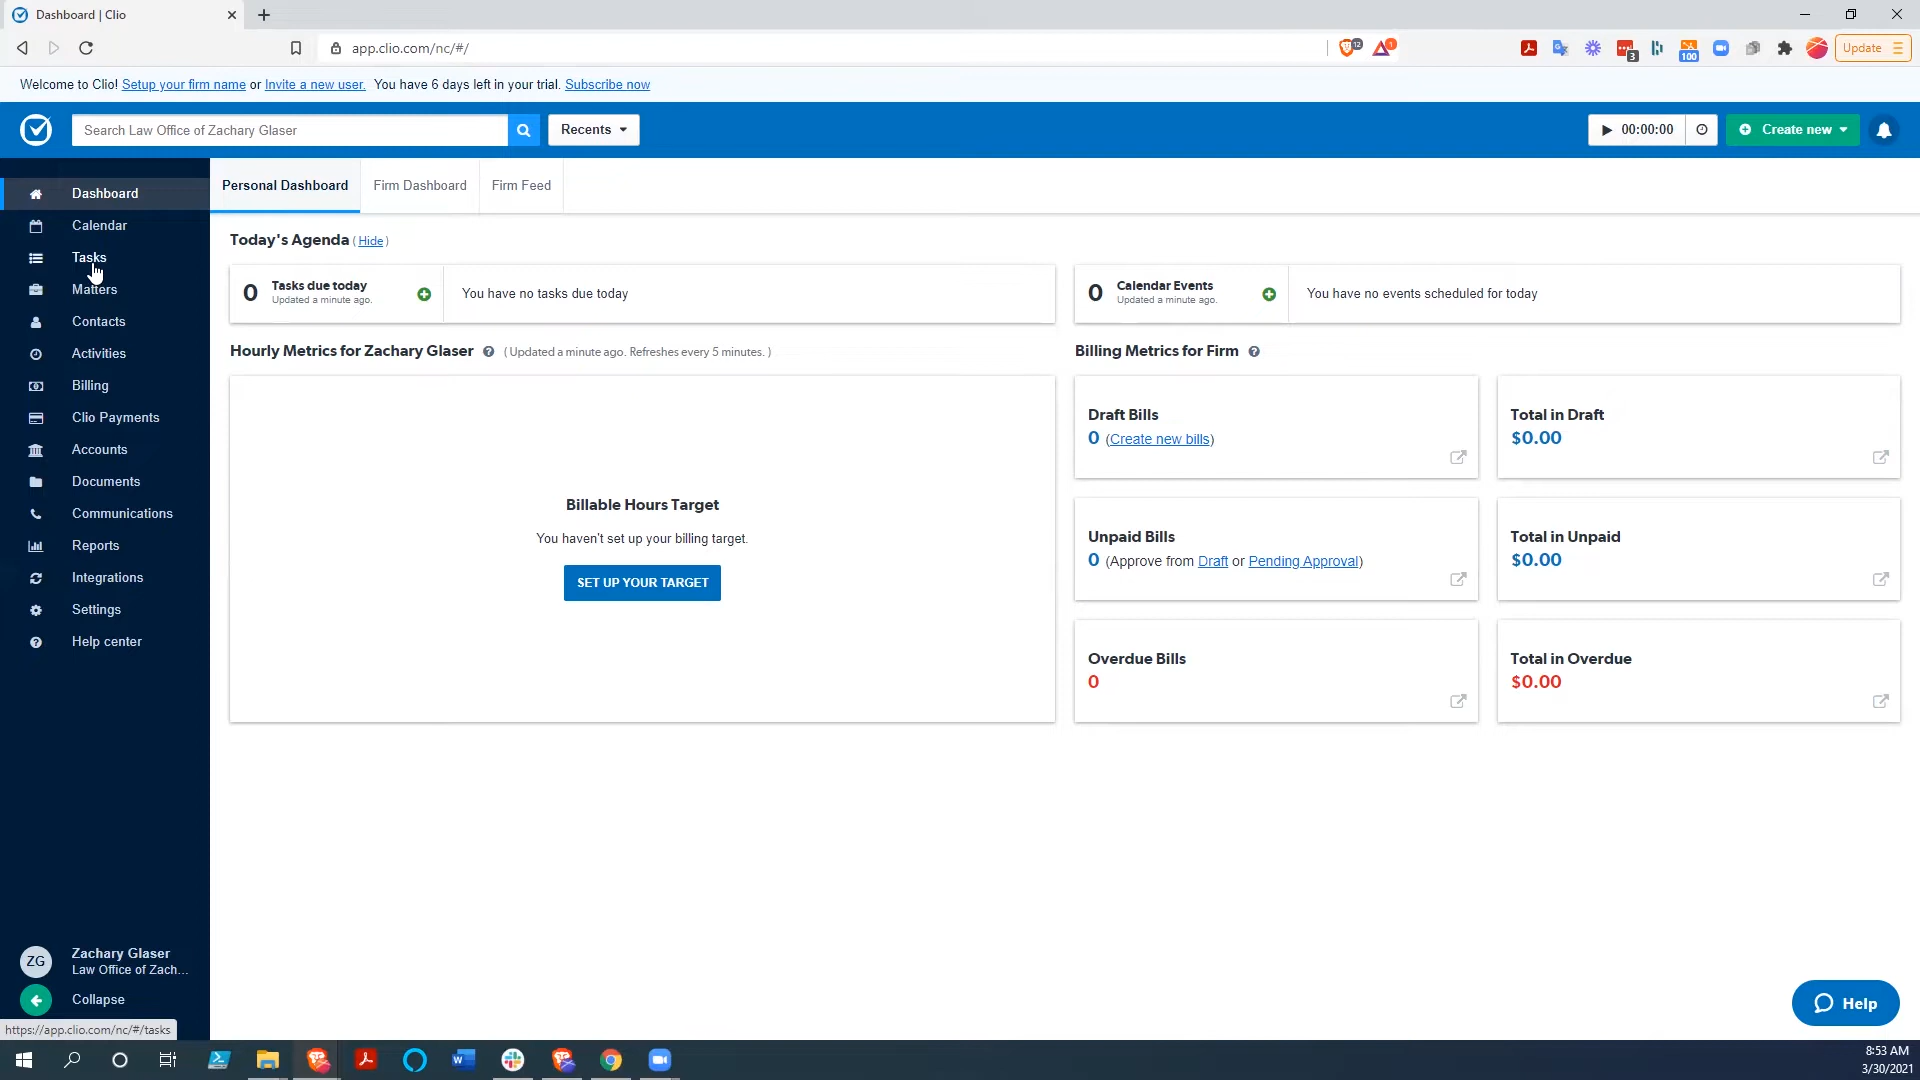 Dashboard | Clio
app.clio.com/nc/#/
12
1
3
100
Update
Welcome to Clio! Setup your firm name or Invite a new user. You have 6 days left in your trial. Subscribe now
Search Law Office of Zachary Glaser
Recents
00:00:00
Create new
Dashboard
Calendar
Tasks
Matters
Contacts
Activities
Billing
Clio Payments
Accounts
Documents
Communications
Reports
Integrations
Settings
Help center
Personal Dashboard
Firm Dashboard
Firm Feed
Today's Agenda ( Hide )
0
Tasks due today
Updated a minute ago.
You have no tasks due today
0
Calendar Events
Updated a minute ago.
You have no events scheduled for today
Hourly Metrics for Zachary Glaser ( Updated a minute ago. Refreshes every 5 minutes. )
Billable Hours Target
You haven't set up your billing target.
SET UP YOUR TARGET
Billing Metrics for Firm
Draft Bills
0 (Create new bills)
Total in Draft
$0.00
Unpaid Bills
0 (Approve from Draft or Pending Approval)
Total in Unpaid
$0.00
Overdue Bills
0
Total in Overdue
$0.00
ZG
Zachary Glaser
Law Office of Zach...
Collapse
https://app.clio.com/nc/#/tasks
Help
8:53 AM
3/30/2021